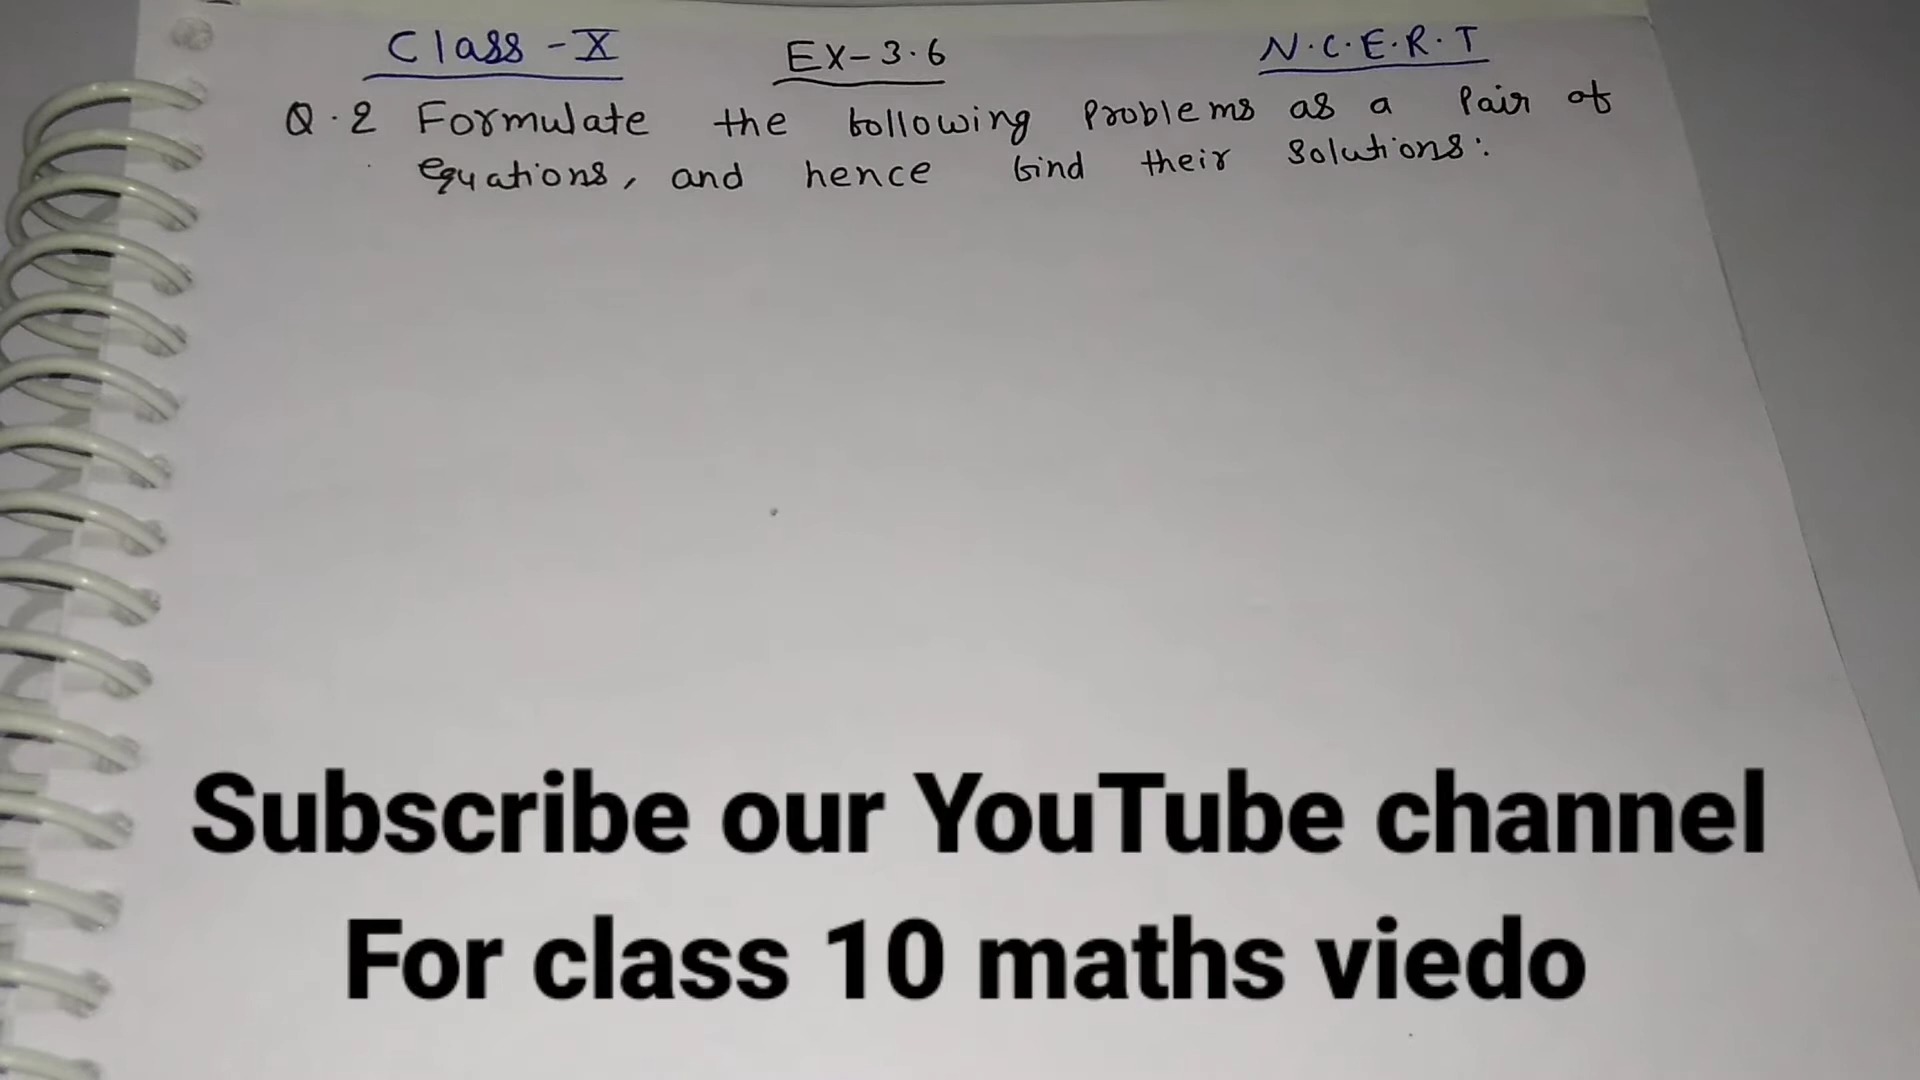 Class - X EX-3.6 N.C.E.R.T
Q.2 Formulate the following Problems as a Pair of
equations, and hence find their Solutions:
Subscribe our YouTube channel
For class 10 maths viedo